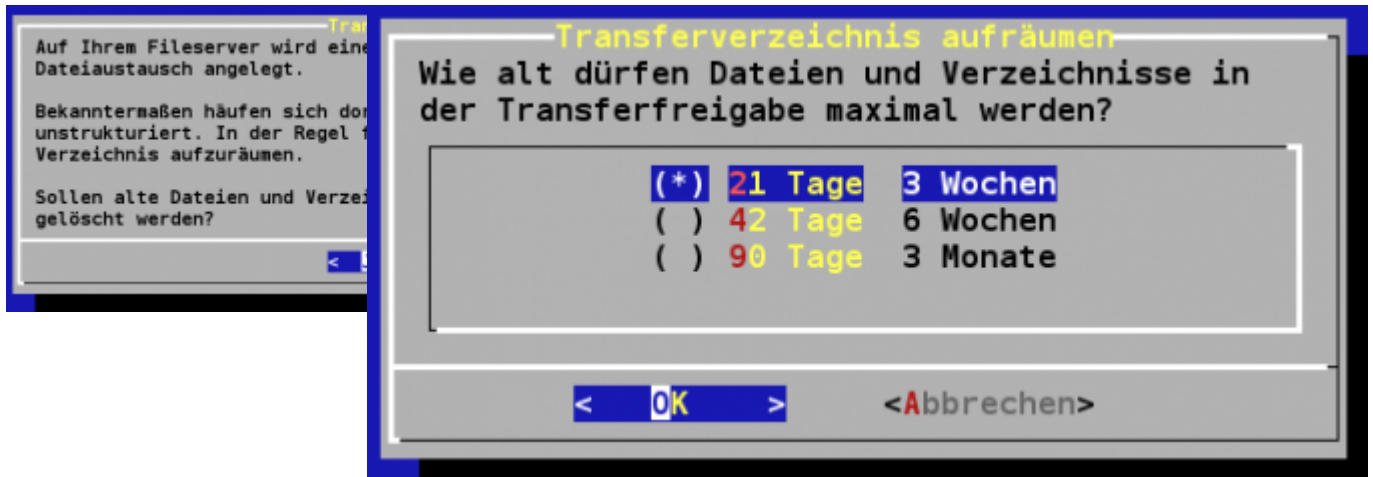 Auf Ihrem Fileserver wird eine
Dateiaustausch angelegt.
Bekanntermaßen häufen sich
unstrukturiert. In der Regel
Verzeichnis aufzuräumen.
Sollen alte Dateien und
gelöscht werden?
<
Transferverzeichnis aufräumen
Wie alt dürfen Dateien und Verzeichnisse in
der Transferfreigabe maximal werden?
(*) 21 Tage 3 Wochen
( ) 42 Tage 6 Wochen
( ) 90 Tage 3 Monate
< OK > <Abbrechen>